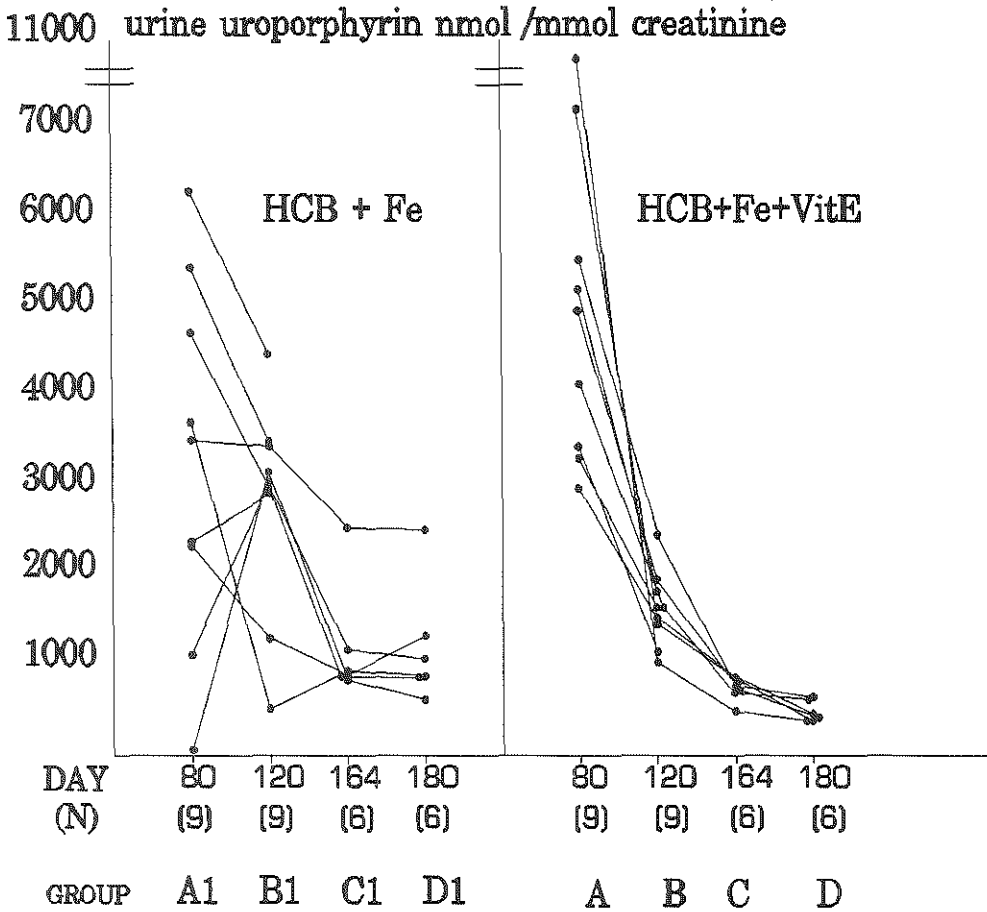 11000 urine uroporphyrin nmol /mmol creatinine
7000
6000 HCB + Fe HCB+Fe+VitE
5000
4000
3000
2000
1000
DAY 80 120 164 180 80 120 164 180
(N) (9) (9) (6) (6) (9) (9) (6) (6)
GROUP A1 B1 C1 D1 A B C D